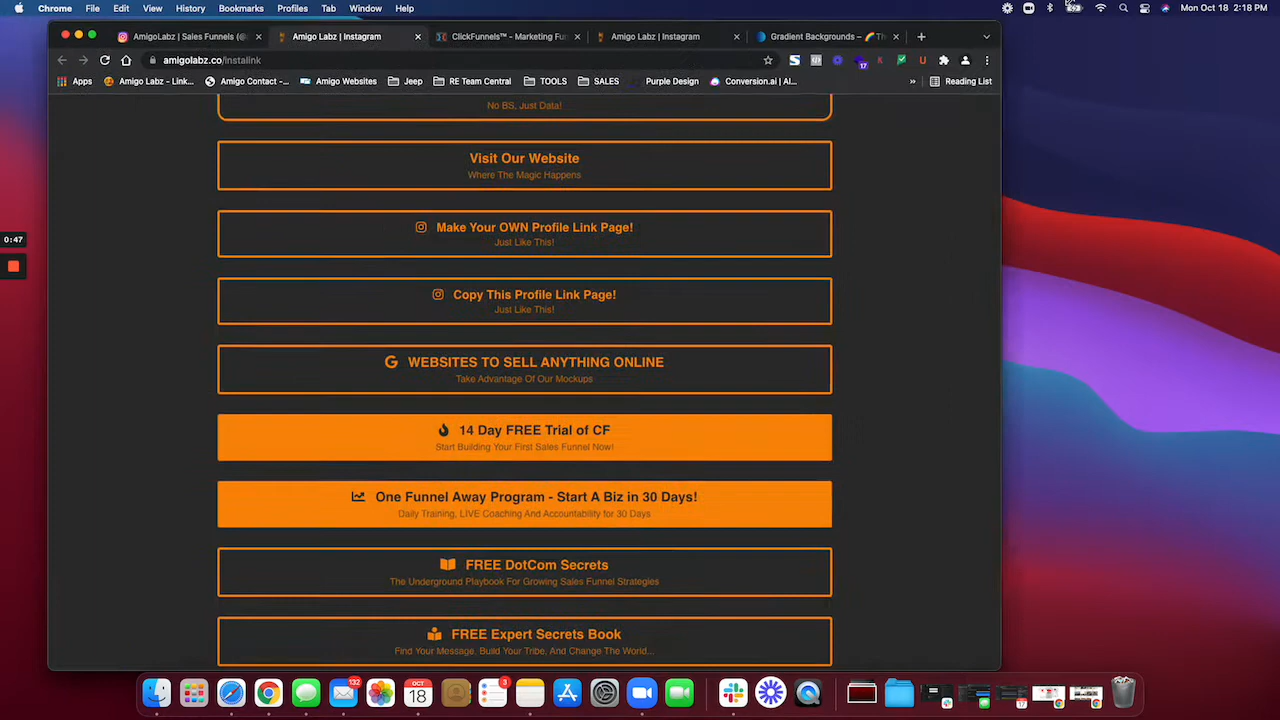 Chrome File Edit View History Bookmarks Profiles Tab Window Help
Mon Oct 18 2:18 PM
AmigoLabz | Sales Funnels (@
Amigo Labz | Instagram
ClickFunnels™ - Marketing Fun
Amigo Labz | Instagram
Gradient Backgrounds –
amigolabz.co/instalink
17
Apps
Amigo Labz - Link...
Amigo Contact -...
Amigo Websites
Jeep
RE Team Central
TOOLS
SALES
Purple Design
Conversion.ai | AI...
»
Reading List
No BS, Just Data!
Visit Our Website
Where The Magic Happens
Make Your OWN Profile Link Page!
Just Like This!
Copy This Profile Link Page!
Just Like This!
WEBSITES TO SELL ANYTHING ONLINE
Take Advantage Of Our Mockups
14 Day FREE Trial of CF
Start Building Your First Sales Funnel Now!
One Funnel Away Program - Start A Biz in 30 Days!
Daily Training, LIVE Coaching And Accountability for 30 Days
FREE DotCom Secrets
The Underground Playbook For Growing Sales Funnel Strategies
FREE Expert Secrets Book
Find Your Message. Build Your Tribe, And Change The World...
0:47
132
OCT
18
3